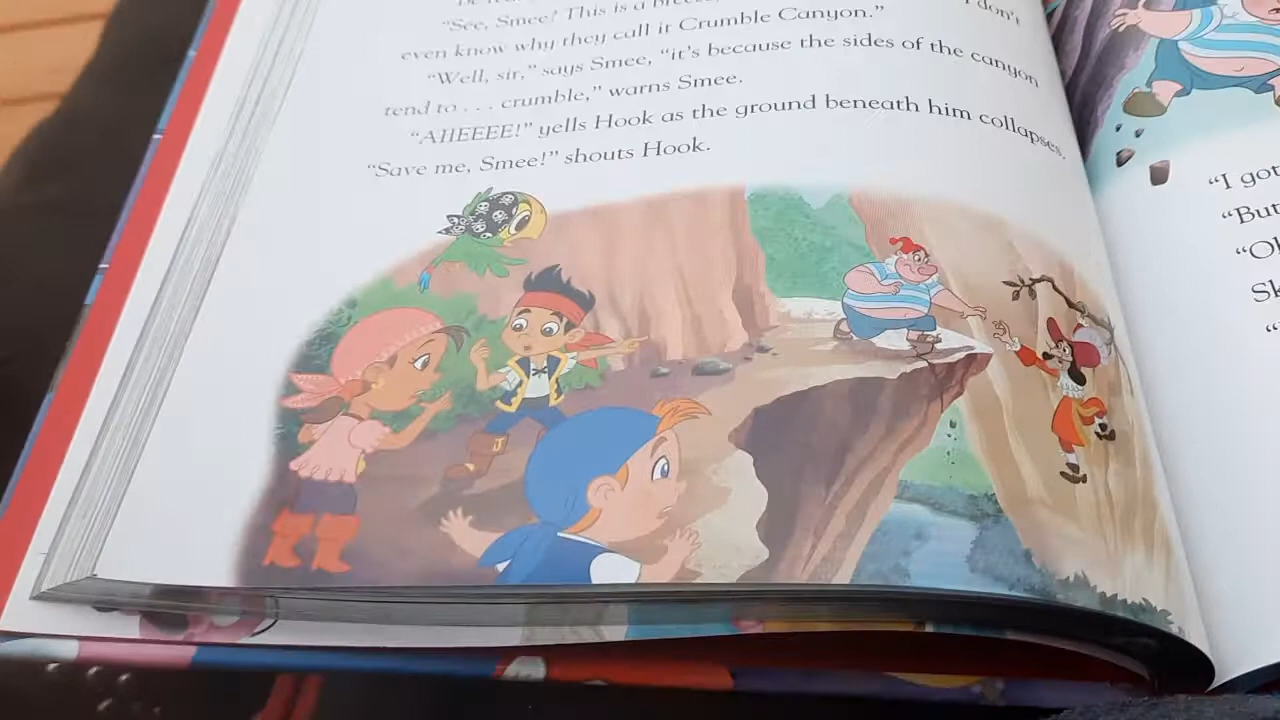 "See, Smee! This is a breeze
I don't
even know why they call it Crumble Canyon."
"Well, sir," says Smee, "it's because the sides of the canyon
tend to . . . crumble," warns Smee.
"AHEEEE!" yells Hook as the ground beneath him collapses.
"Save me, Smee!" shouts Hook.
"I got
"But
Sk